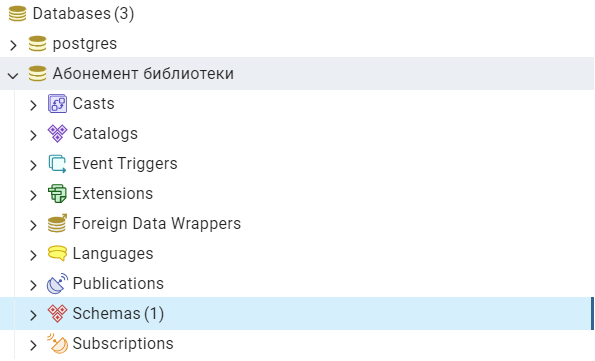 Databases (3)
postgres
Абонемент библиотеки
Casts
Catalogs
Event Triggers
Extensions
Foreign Data Wrappers
Languages
Publications
Schemas (1)
Subscriptions